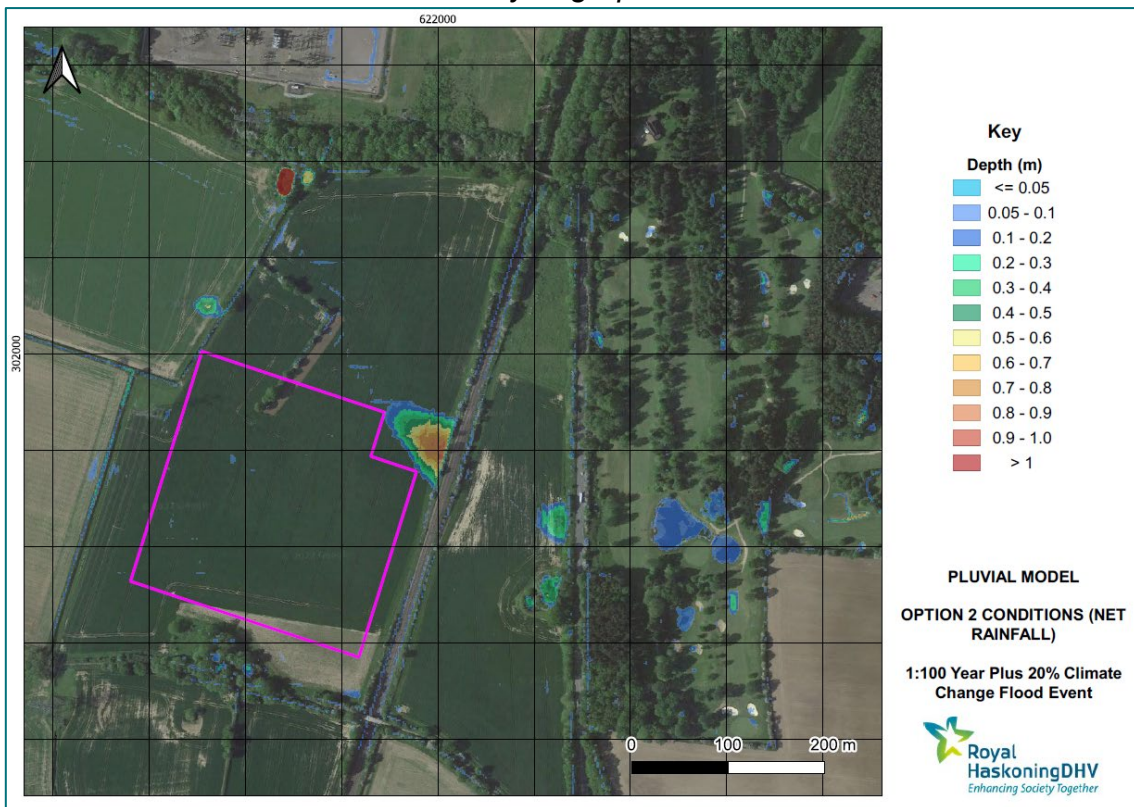 622000
302000
Key
Depth (m)
<= 0.05
0.05 - 0.1
0.1 - 0.2
0.2 - 0.3
0.3 - 0.4
0.4 - 0.5
0.5 - 0.6
0.6 - 0.7
0.7 - 0.8
0.8 - 0.9
0.9 - 1.0
> 1
PLUVIAL MODEL
OPTION 2 CONDITIONS (NET
RAINFALL)
1:100 Year Plus 20% Climate
Change Flood Event
0 100 200 m
Royal
HaskoningDHV
Enhancing Society Together